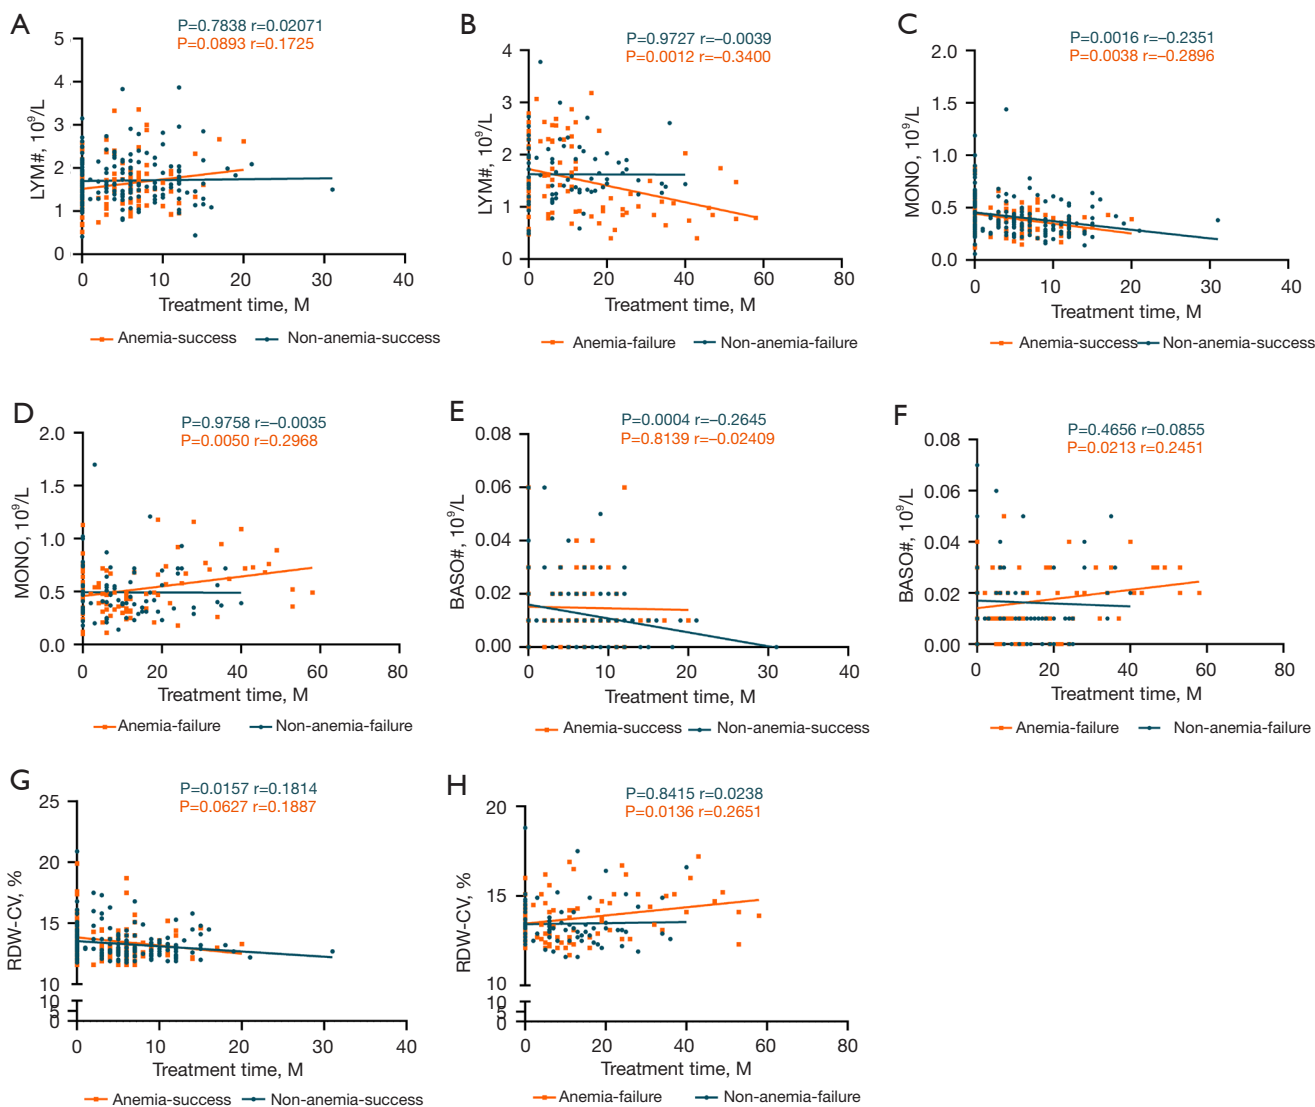 A
P=0.7838 r=0.02071
P=0.0893 r=0.1725
LYM#, 10⁹/L
5
4
3
2
1
0
0 10 20 30 40
Treatment time, M
Anemia-success Non-anemia-success
B
P=0.9727 r=–0.0039
P=0.0012 r=–0.3400
LYM#, 10⁹/L
4
3
2
1
0
0 20 40 60 80
Treatment time, M
Anemia-failure Non-anemia-failure
C
P=0.0016 r=–0.2351
P=0.0038 r=–0.2896
MONO, 10⁹/L
2.0
1.5
1.0
0.5
0.0
0 10 20 30 40
Treatment time, M
Anemia-success Non-anemia-success
D
P=0.9758 r=–0.0035
P=0.0050 r=0.2968
MONO, 10⁹/L
2.0
1.5
1.0
0.5
0.0
0 20 40 60 80
Treatment time, M
Anemia-failure Non-anemia-failure
E
P=0.0004 r=–0.2645
P=0.8139 r=–0.02409
BASO#, 10⁹/L
0.08
0.06
0.04
0.02
0.00
0 10 20 30 40
Treatment time, M
Anemia-success Non-anemia-success
F
P=0.4656 r=0.0855
P=0.0213 r=0.2451
BASO#, 10⁹/L
0.08
0.06
0.04
0.02
0.00
0 20 40 60 80
Treatment time, M
Anemia-failure Non-anemia-failure
G
P=0.0157 r=0.1814
P=0.0627 r=0.1887
RDW-CV, %
25
20
15
10
10
5
0
0 10 20 30 40
Treatment time, M
Anemia-success Non-anemia-success
H
P=0.8415 r=0.0238
P=0.0136 r=0.2651
RDW-CV, %
20
15
10
10
5
0
0 20 40 60 80
Treatment time, M
Anemia-failure Non-anemia-failure